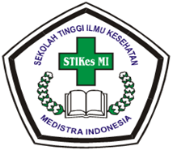 SEKOLAH TINGGI ILMU KESEHATAN
STIKes MI
MEDISTRA INDONESIA